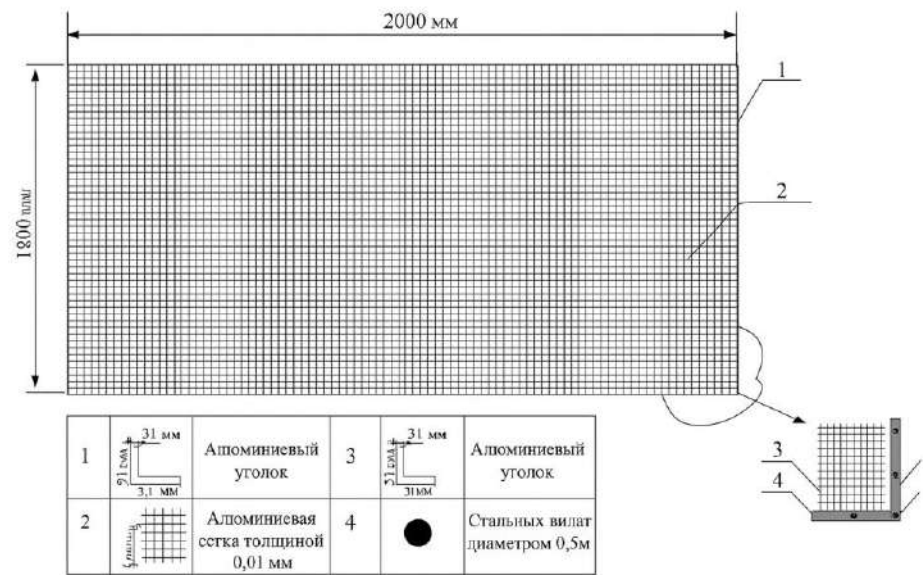 2000 мм
1
2
1800
1
31 мм
3,1 мм
Алюминиевый
уголок
3
31 мм
31мм
Алюминиевый
уголок
2
Алюминиевая
сетка толщиной
0,01 мм
4
Стальных вилат
диаметром 0,5м
3
4